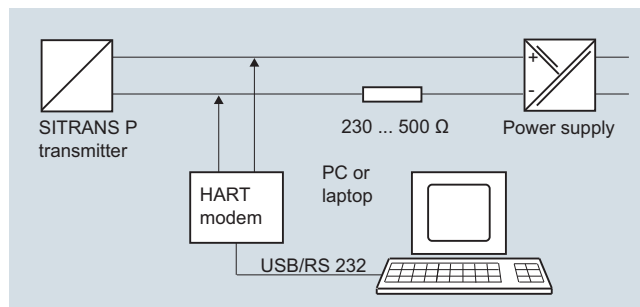 +
-
SITRANS P
transmitter
230 ... 500 Ω
Power supply
HART
modem
PC or
laptop
USB/RS 232